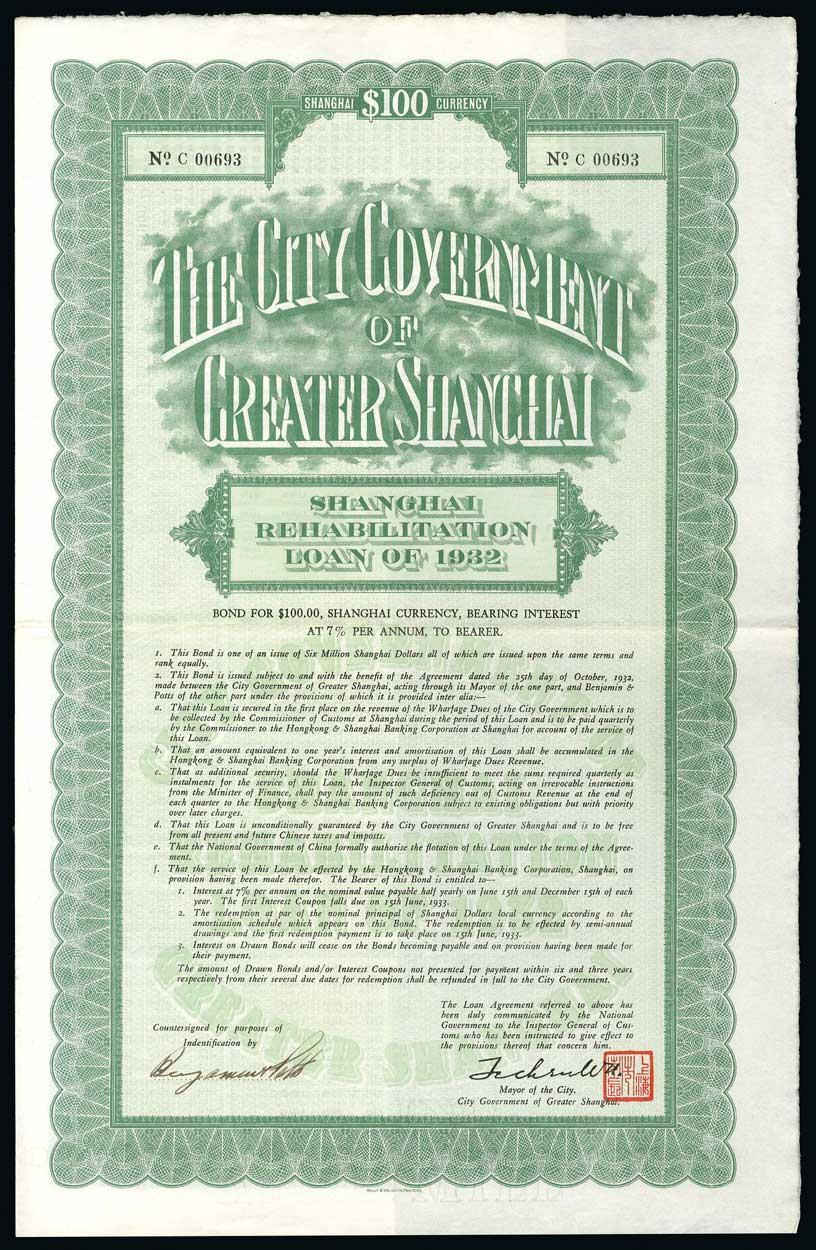 SHANGHAI $100 CURRENCY
Nº C 00693
Nº C 00693
THE CITY GOVERNMENT
OF
GREATER SHANGHAI
SHANGHAI
REHABILITATION
LOAN OF 1932
BOND FOR $100.00, SHANGHAI CURRENCY, BEARING INTEREST
AT 7% PER ANNUM, TO BEARER.
1. This Bond is one of an issue of Six Million Shanghai Dollars all of which are issued upon the same terms and
rank equally.
2. This Bond is issued subject to and with the benefit of the Agreement dated the 25th day of October, 1932,
made between the City Government of Greater Shanghai, acting through its Mayor of the one part, and Benjamin &
Potts of the other part under the provisions of which it is provided inter alia:—
a. That this Loan is secured in the first place on the revenue of the Wharfage Dues of the City Government which is to
be collected by the Commissioner of Customs at Shanghai during the period of this Loan and is to be paid quarterly
by the Commissioner to the Hongkong & Shanghai Banking Corporation at Shanghai for account of the service of
this Loan.
b. That an amount equivalent to one year's interest and amortisation of this Loan shall be accumulated in the
Hongkong & Shanghai Banking Corporation from any surplus of Wharfage Dues Revenue.
c. That as additional security, should the Wharfage Dues be insufficient to meet the sums required quarterly as
instalments for the service of this Loan, the Inspector General of Customs, acting on irrevocable instructions
from the Minister of Finance, shall pay the amount of such deficiency out of Customs Revenue at the end of
each quarter to the Hongkong & Shanghai Banking Corporation subject to existing obligations but with priority
over later charges.
d. That this Loan is unconditionally guaranteed by the City Government of Greater Shanghai and is to be free
from all present and future Chinese taxes and imposts.
e. That the National Government of China formally authorise the flotation of this Loan under the terms of the Agree-
ment.
f. That the service of this Loan be effected by the Hongkong & Shanghai Banking Corporation, Shanghai, on
provision having been made therefor. The Bearer of this Bond is entitled to—
1. Interest at 7% per annum on the nominal value payable half yearly on June 15th and December 15th of each
year. The first Interest Coupon falls due on 15th June, 1933.
2. The redemption at par of the nominal principal of Shanghai Dollars local currency according to the
amortisation schedule which appears on this Bond. The redemption is to be effected by semi-annual
drawings and the first redemption payment is to take place on 15th June, 1933.
3. Interest on Drawn Bonds will cease on the Bonds becoming payable and on provision having been made for
their payment.
The amount of Drawn Bonds and/or Interest Coupons not presented for payment within six and three years
respectively from their several due dates for redemption shall be refunded in full to the City Government.
The Loan Agreement referred to above has
been duly communicated by the National
Government to the Inspector General of Cus-
toms who has been instructed to give effect to
the provisions thereof that concern him.
Countersigned for purposes of
Indentification by
Benjamin & Potts
Mayor of the City.
City Government of Greater Shanghai.